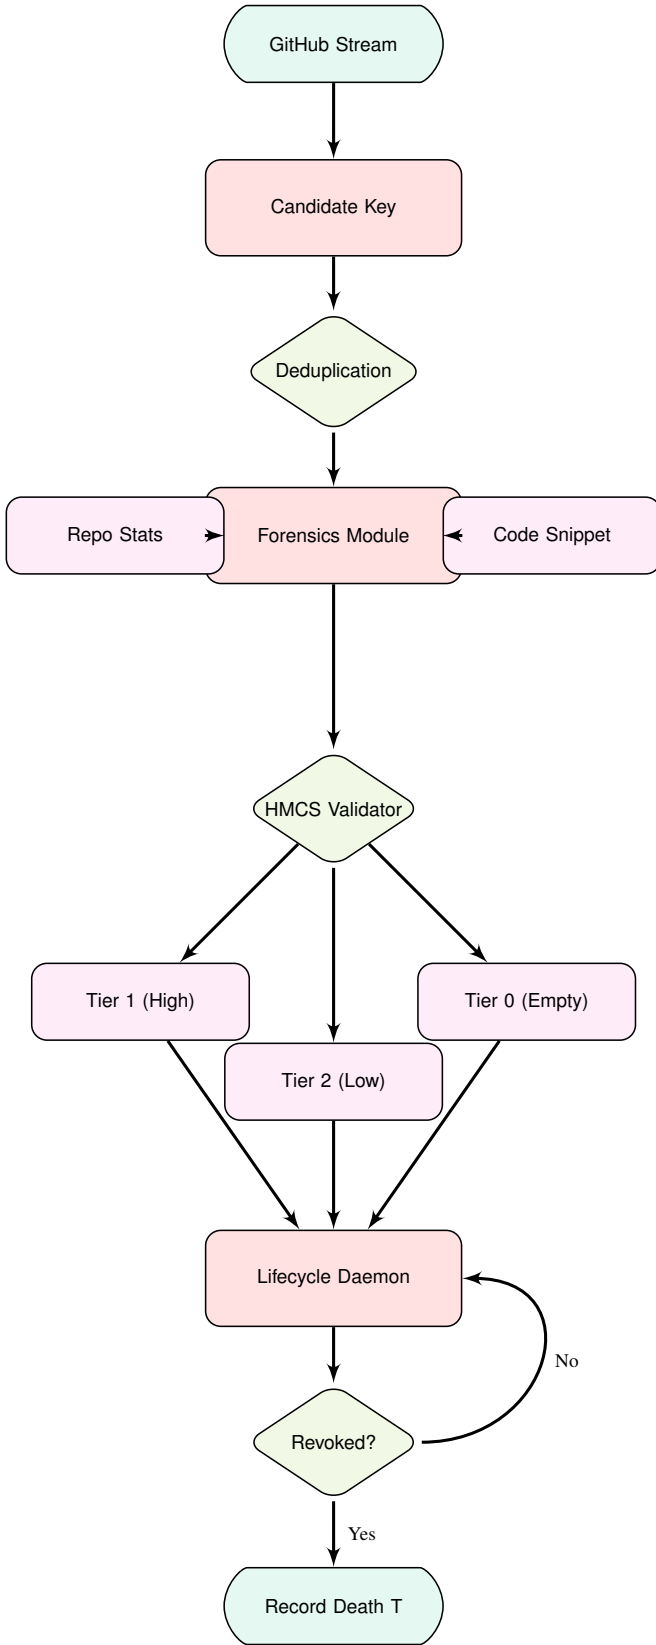 GitHub Stream
Candidate Key
Deduplication
Repo Stats
Forensics Module
Code Snippet
HMCS Validator
Tier 1 (High)
Tier 0 (Empty)
Tier 2 (Low)
Lifecycle Daemon
No
Revoked?
Yes
Record Death T